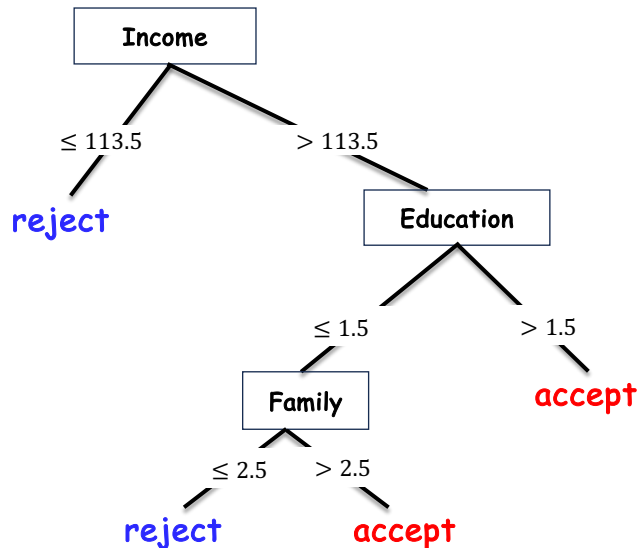 Income
≤ 113.5
> 113.5
reject
Education
≤ 1.5
> 1.5
Family
accept
≤ 2.5
> 2.5
reject
accept